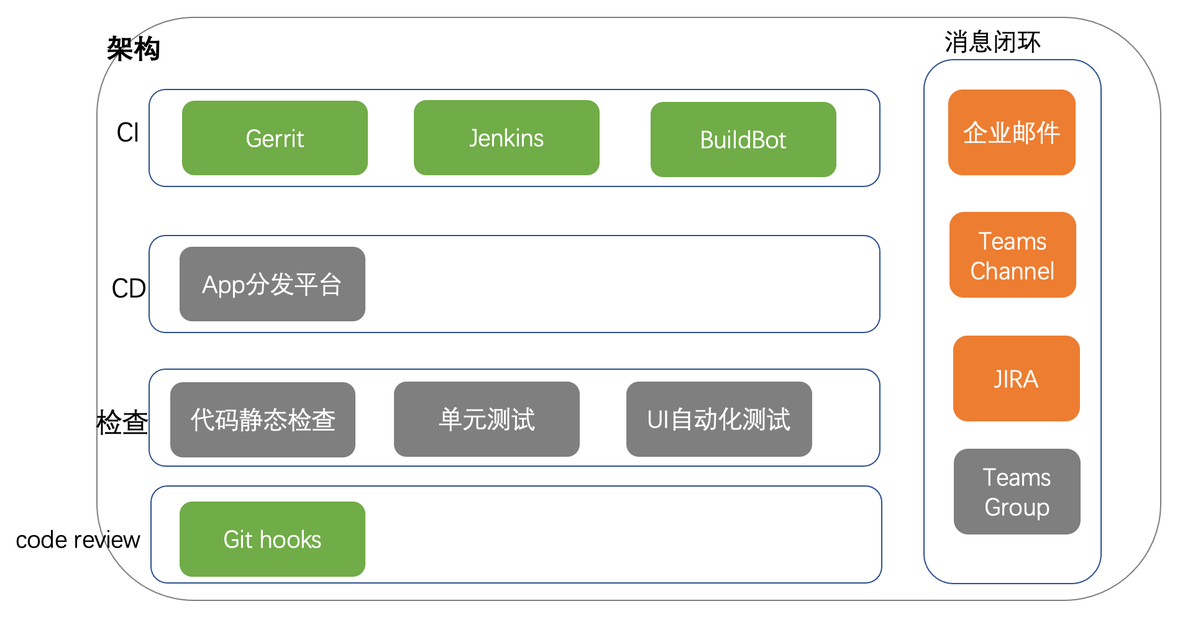 架构
消息闭环
CI
Gerrit
Jenkins
BuildBot
企业邮件
CD
App分发平台
Teams
Channel
检查
代码静态检查
单元测试
UI自动化测试
JIRA
code review
Git hooks
Teams
Group